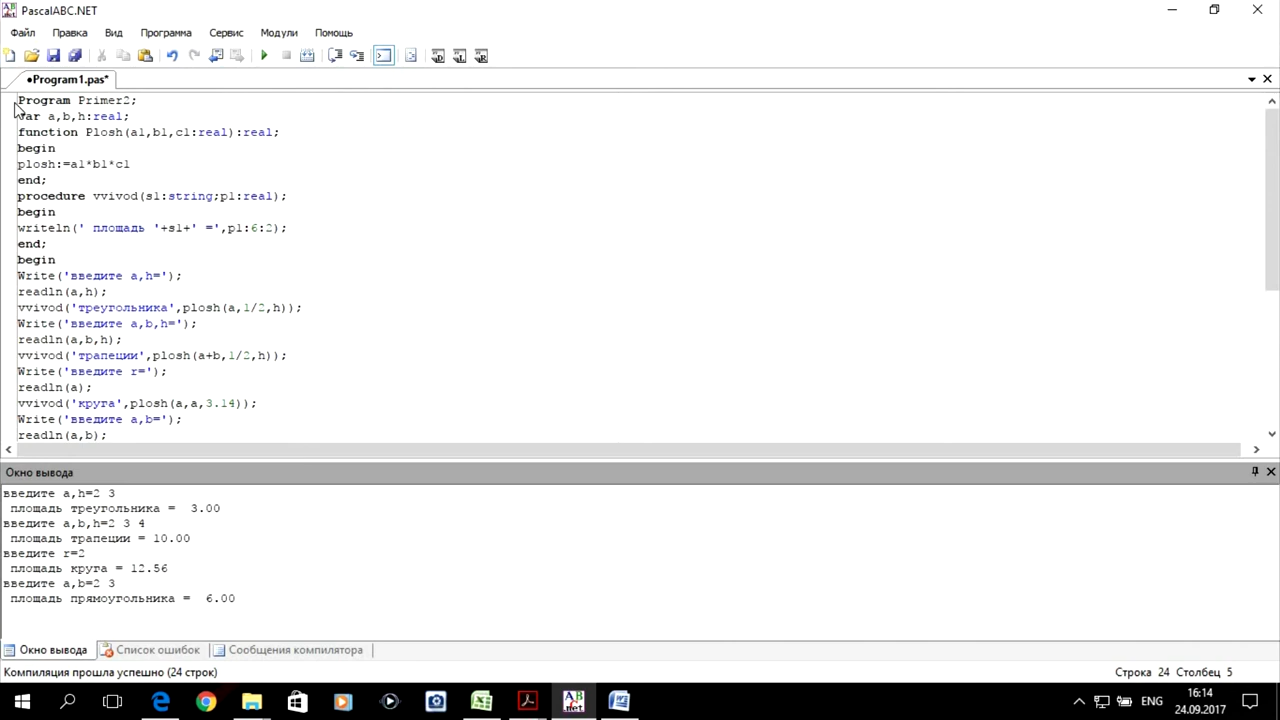 PascalABC.NET
Файл Правка Вид Программа Сервис Модули Помощь
●Program1.pas*
Program Primer2;
var a,b,h:real;
function Plosh(a1,b1,c1:real):real;
begin
plosh:=a1*b1*c1
end;
procedure vvivod(s1:string;p1:real);
begin
writeln(' площадь '+s1+' =',p1:6:2);
end;
begin
Write('введите a,h=');
readln(a,h);
vvivod('треугольника',plosh(a,1/2,h));
Write('введите a,b,h=');
readln(a,b,h);
vvivod('трапеции',plosh(a+b,1/2,h));
Write('введите r=');
readln(a);
vvivod('круга',plosh(a,a,3.14));
Write('введите a,b=');
readln(a,b);
Окно вывода
введите a,h=2 3
площадь треугольника =  3.00
введите a,b,h=2 3 4
площадь трапеции = 10.00
введите r=2
площадь круга = 12.56
введите a,b=2 3
площадь прямоугольника =  6.00
Окно вывода Список ошибок Сообщения компилятора
Компиляция прошла успешно (24 строк) Строка 24 Столбец 5
ENG 16:14
24.09.2017